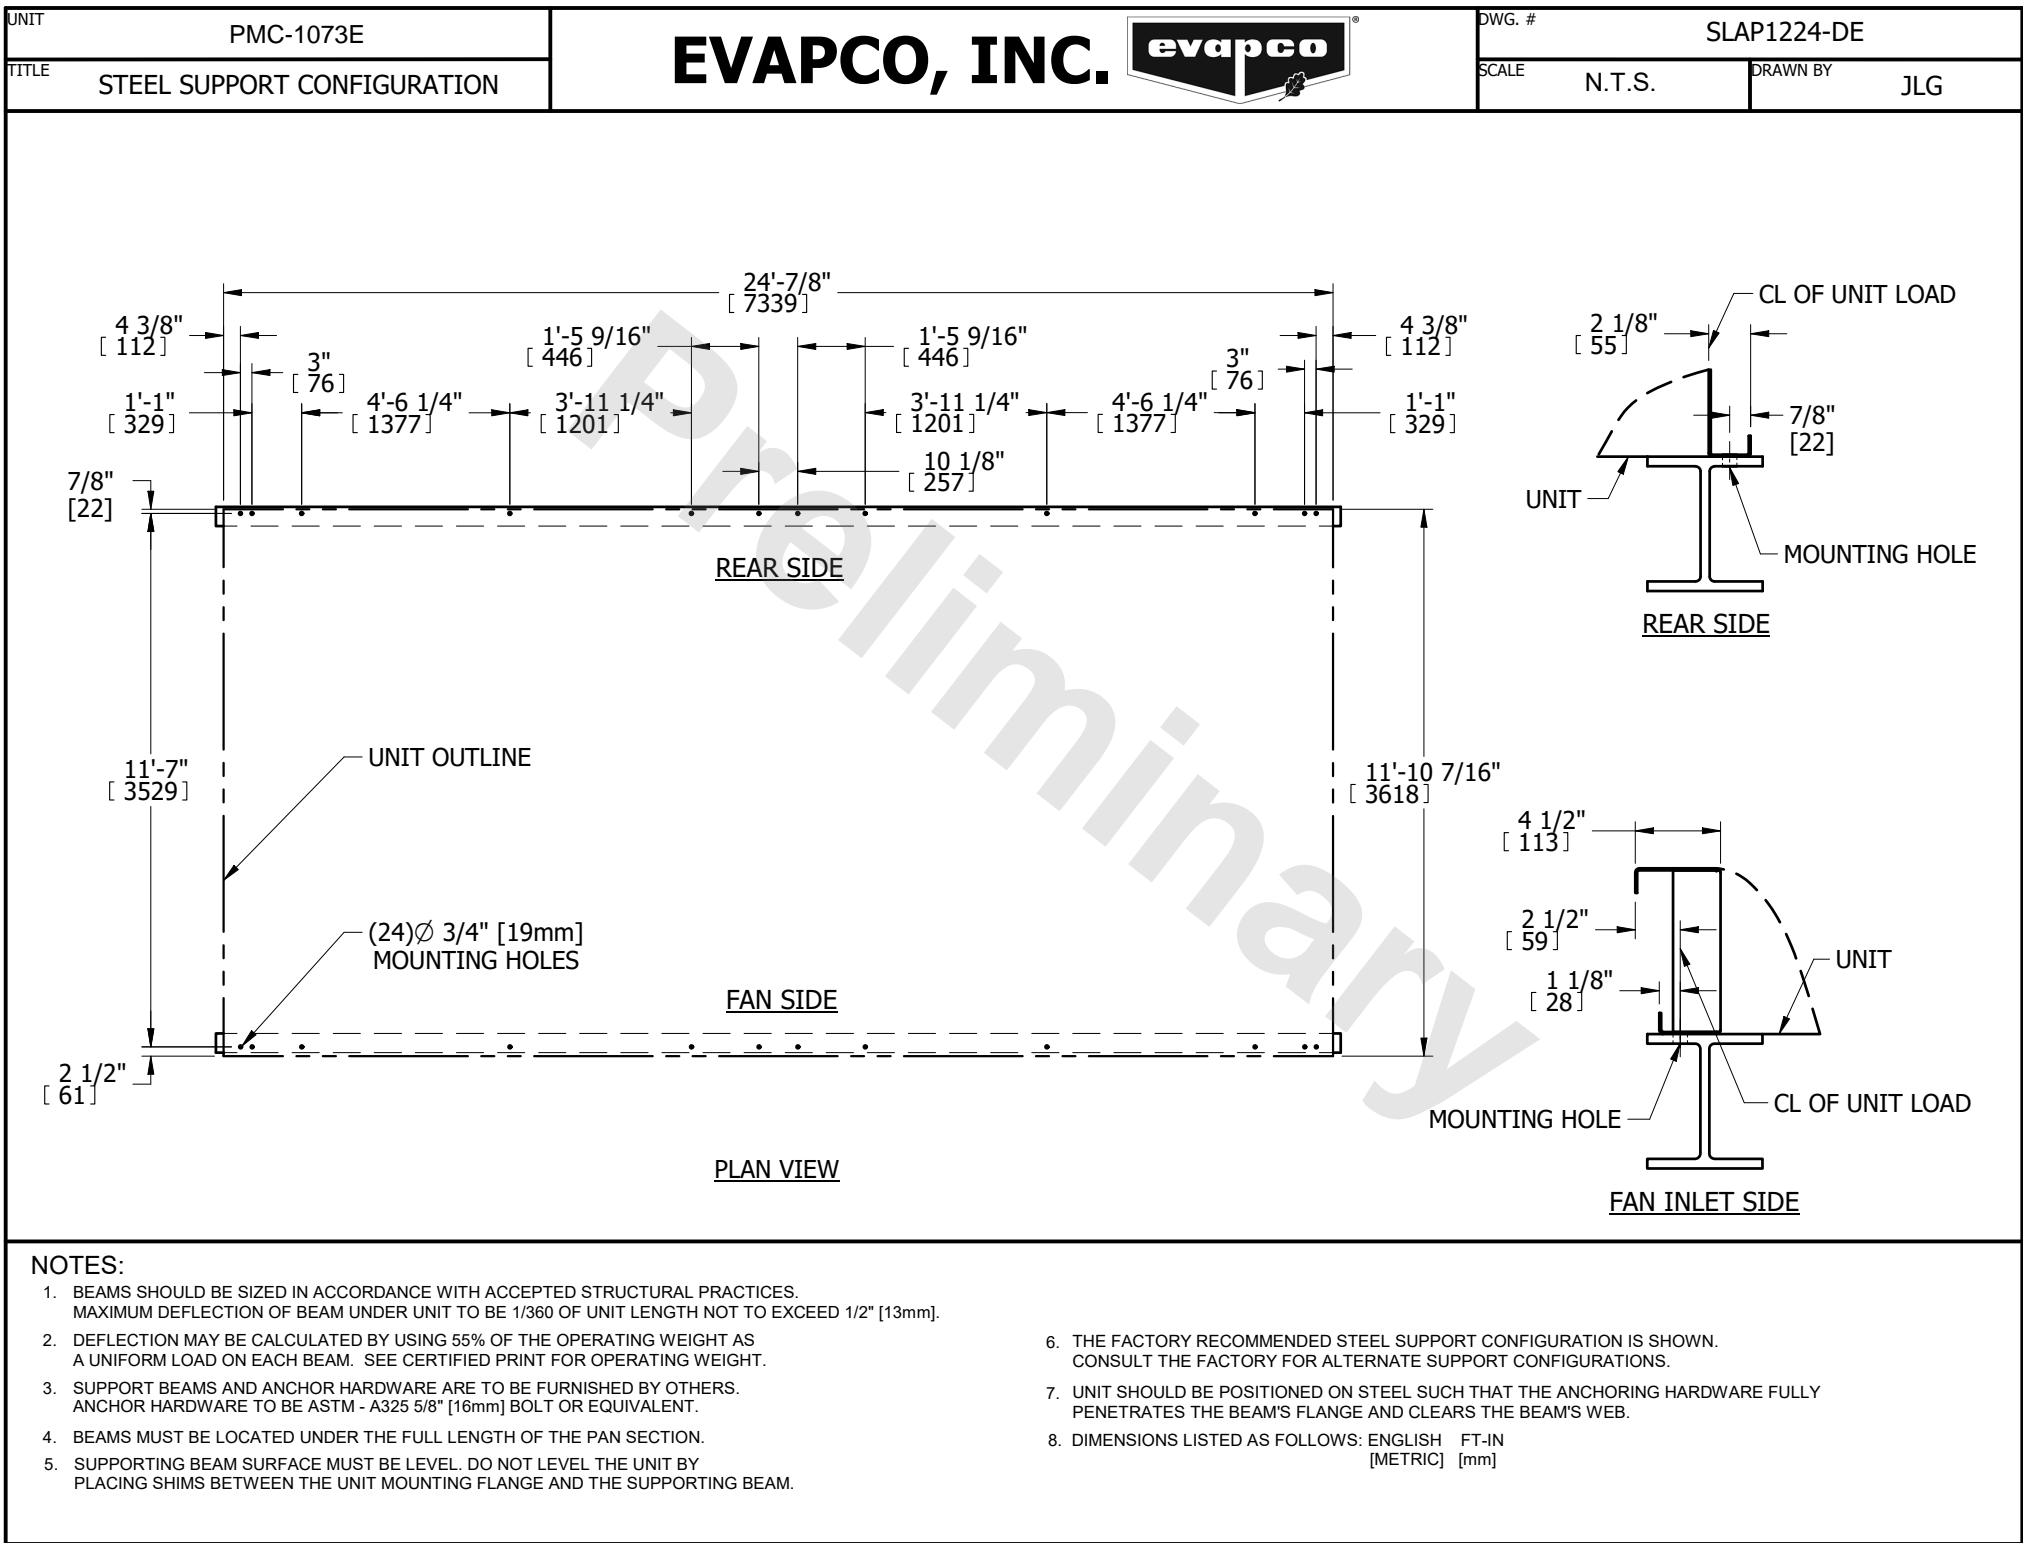 UNIT
PMC-1073E
TITLE
STEEL SUPPORT CONFIGURATION
EVAPCO, INC.
evapco
®
DWG. #
SLAP1224-DE
SCALE
N.T.S.
DRAWN BY
JLG
24'-7/8"
[ 7339]
4 3/8"
[ 112]
3"
[ 76]
1'-5 9/16"
[ 446]
1'-5 9/16"
[ 446]
3"
[ 76]
4 3/8"
[ 112]
1'-1"
[ 329]
4'-6 1/4"
[ 1377]
3'-11 1/4"
[ 1201]
3'-11 1/4"
[ 1201]
4'-6 1/4"
[ 1377]
1'-1"
[ 329]
10 1/8"
[ 257]
7/8"
[22]
REAR SIDE
UNIT OUTLINE
11'-7"
[ 3529]
11'-10 7/16"
[ 3618]
(24)Ø 3/4" [19mm]
MOUNTING HOLES
FAN SIDE
2 1/2"
[ 61]
PLAN VIEW
Preliminary
CL OF UNIT LOAD
2 1/8"
[ 55]
7/8"
[22]
UNIT
MOUNTING HOLE
REAR SIDE
4 1/2"
[ 113]
2 1/2"
[ 59]
1 1/8"
[ 28]
UNIT
CL OF UNIT LOAD
MOUNTING HOLE
FAN INLET SIDE
NOTES:
1. BEAMS SHOULD BE SIZED IN ACCORDANCE WITH ACCEPTED STRUCTURAL PRACTICES.
MAXIMUM DEFLECTION OF BEAM UNDER UNIT TO BE 1/360 OF UNIT LENGTH NOT TO EXCEED 1/2" [13mm].
2. DEFLECTION MAY BE CALCULATED BY USING 55% OF THE OPERATING WEIGHT AS
A UNIFORM LOAD ON EACH BEAM. SEE CERTIFIED PRINT FOR OPERATING WEIGHT.
3. SUPPORT BEAMS AND ANCHOR HARDWARE ARE TO BE FURNISHED BY OTHERS.
ANCHOR HARDWARE TO BE ASTM - A325 5/8" [16mm] BOLT OR EQUIVALENT.
4. BEAMS MUST BE LOCATED UNDER THE FULL LENGTH OF THE PAN SECTION.
5. SUPPORTING BEAM SURFACE MUST BE LEVEL. DO NOT LEVEL THE UNIT BY
PLACING SHIMS BETWEEN THE UNIT MOUNTING FLANGE AND THE SUPPORTING BEAM.
6. THE FACTORY RECOMMENDED STEEL SUPPORT CONFIGURATION IS SHOWN.
CONSULT THE FACTORY FOR ALTERNATE SUPPORT CONFIGURATIONS.
7. UNIT SHOULD BE POSITIONED ON STEEL SUCH THAT THE ANCHORING HARDWARE FULLY
PENETRATES THE BEAM'S FLANGE AND CLEARS THE BEAM'S WEB.
8. DIMENSIONS LISTED AS FOLLOWS: ENGLISH FT-IN
[METRIC] [mm]